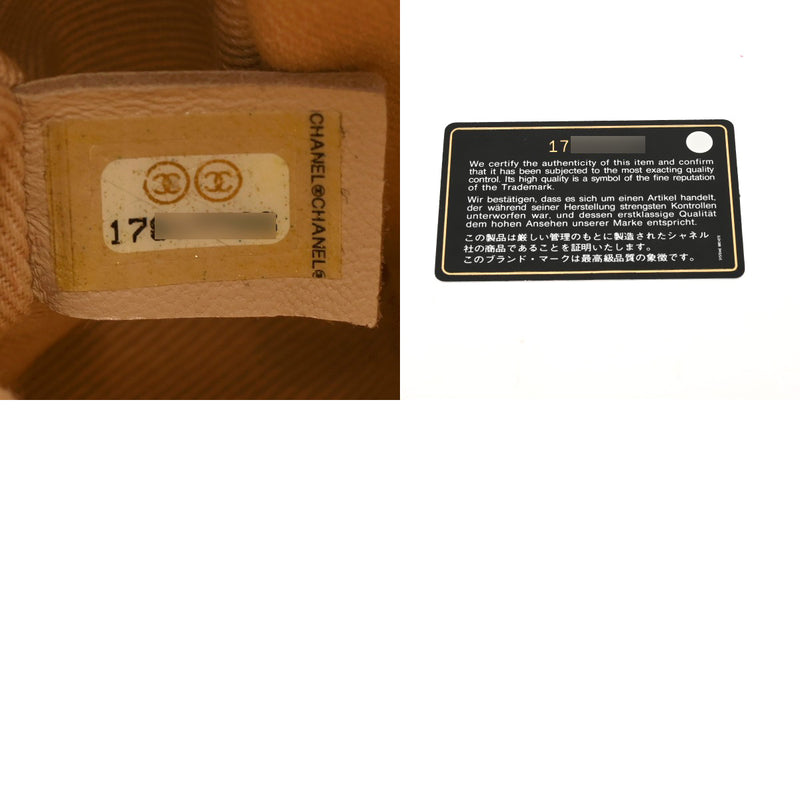 CHANEL®CHANEL®
17
17
We certify the authenticity of this item and confirm
that it has been subjected to the most exacting quality
control. Its high quality is a symbol of the fine reputation
of the Trademark.
Wir bestätigen, dass es sich um einen Artikel handelt,
der während seiner Herstellung strengsten Kontrollen
unterworfen war, und dessen erstklassige Qualität
dem hohen Ansehen unserer Marke entspricht.
この製品は厳しい管理のもとに製造されたシャネル
社の商品であることを証明いたします。
このブランド・マークは最高級品質の象徴です。